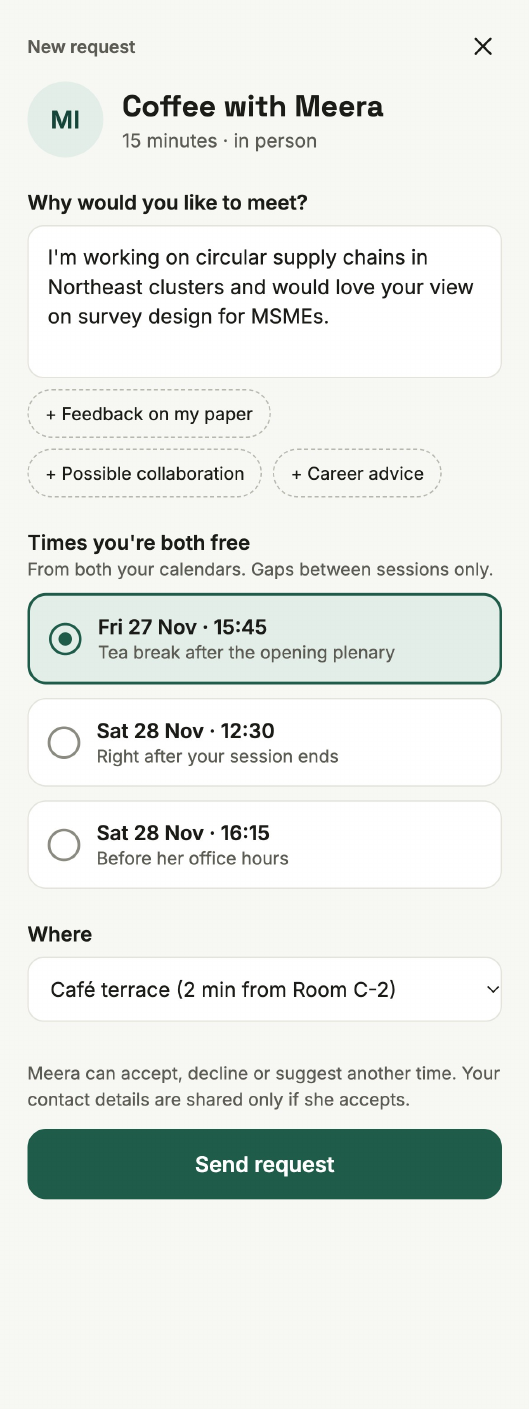 New request
MI
Coffee with Meera
15 minutes · in person
Why would you like to meet?
I'm working on circular supply chains in
Northeast clusters and would love your view
on survey design for MSMEs.
+ Feedback on my paper
+ Possible collaboration
+ Career advice
Times you're both free
From both your calendars. Gaps between sessions only.
Fri 27 Nov · 15:45
Tea break after the opening plenary
Sat 28 Nov · 12:30
Right after your session ends
Sat 28 Nov · 16:15
Before her office hours
Where
Café terrace (2 min from Room C-2)
Meera can accept, decline or suggest another time. Your
contact details are shared only if she accepts.
Send request